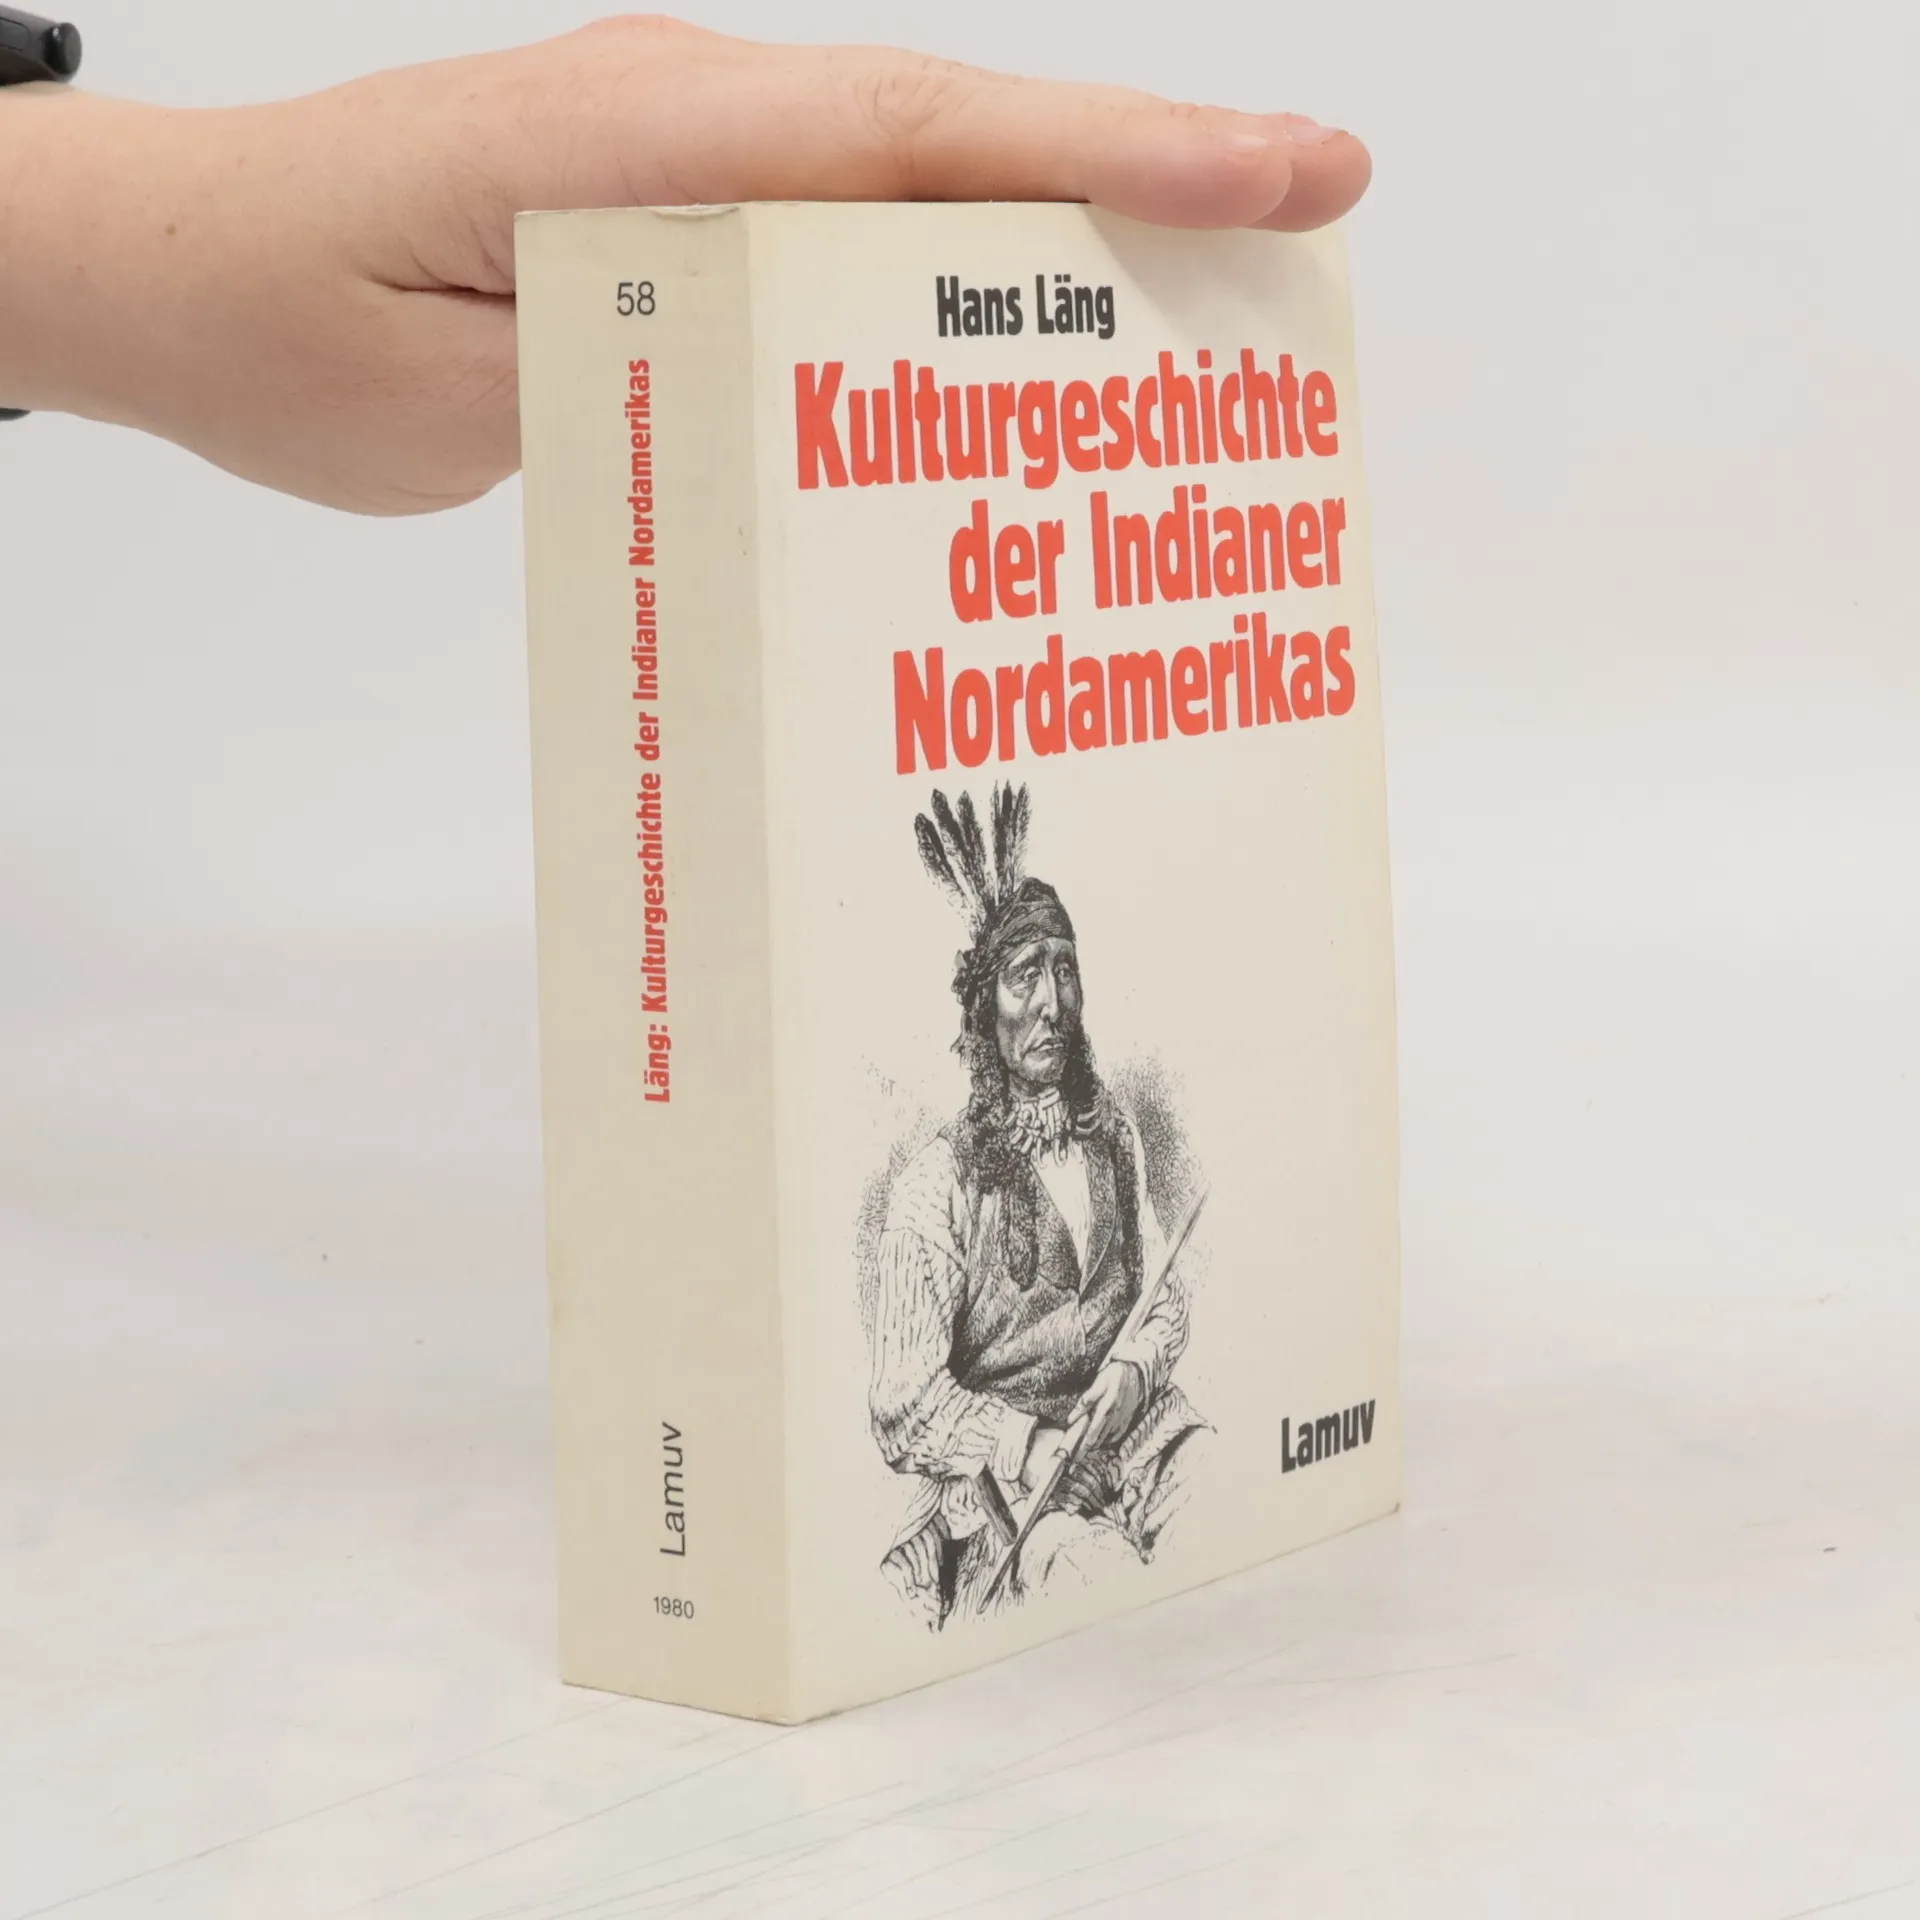 58
Läng: Kulturgeschichte der Indianer Nordamerikas
Lamuv
1980
Hans Läng
Kulturgeschichte
der Indianer
Nordamerikas
Lamuv